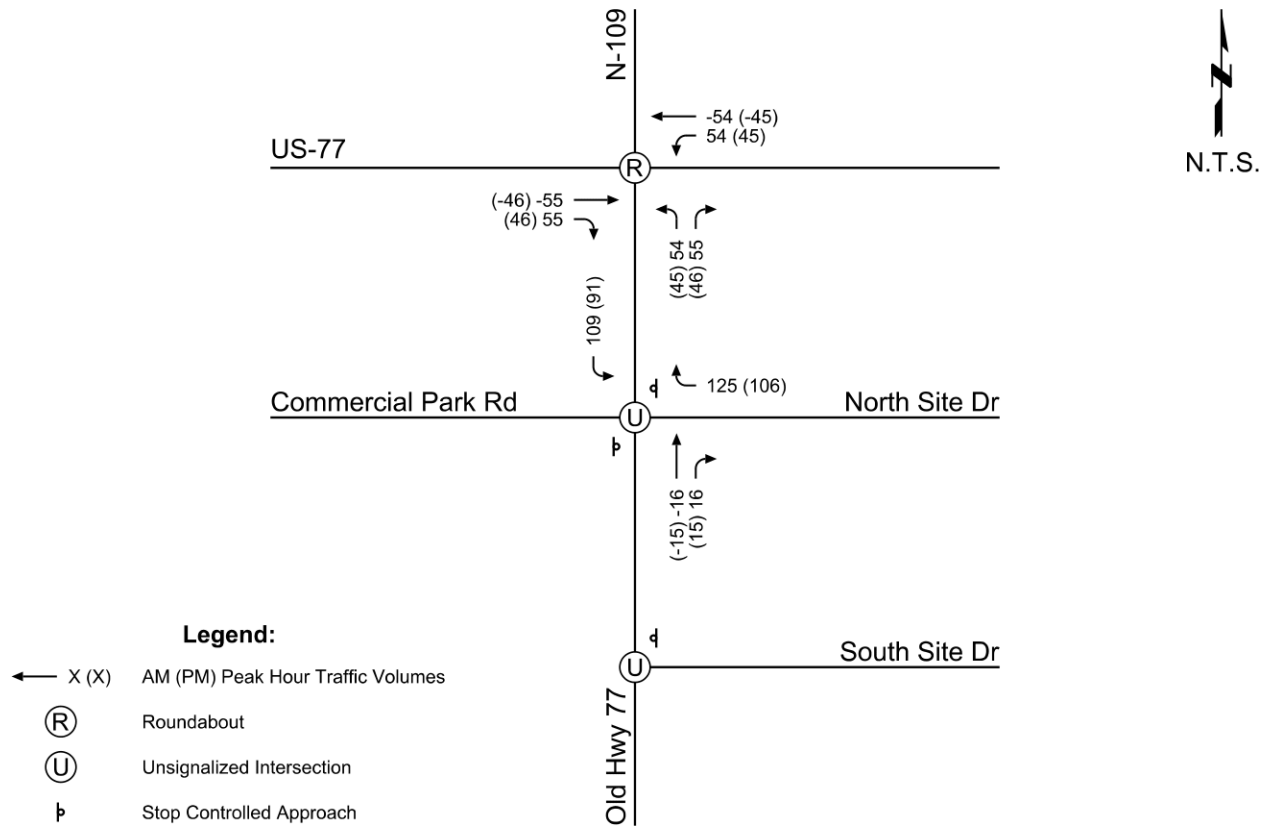 N-109
N
N.T.S.
-54 (-45)
54 (45)
US-77
R
(-46) -55
(46) 55
(45) 54
(46) 55
109 (91)
125 (106)
Commercial Park Rd
North Site Dr
U
(-15) -16
(15) 16
South Site Dr
U
Old Hwy 77
Legend:
X (X) AM (PM) Peak Hour Traffic Volumes
R Roundabout
U Unsignalized Intersection
Stop Controlled Approach